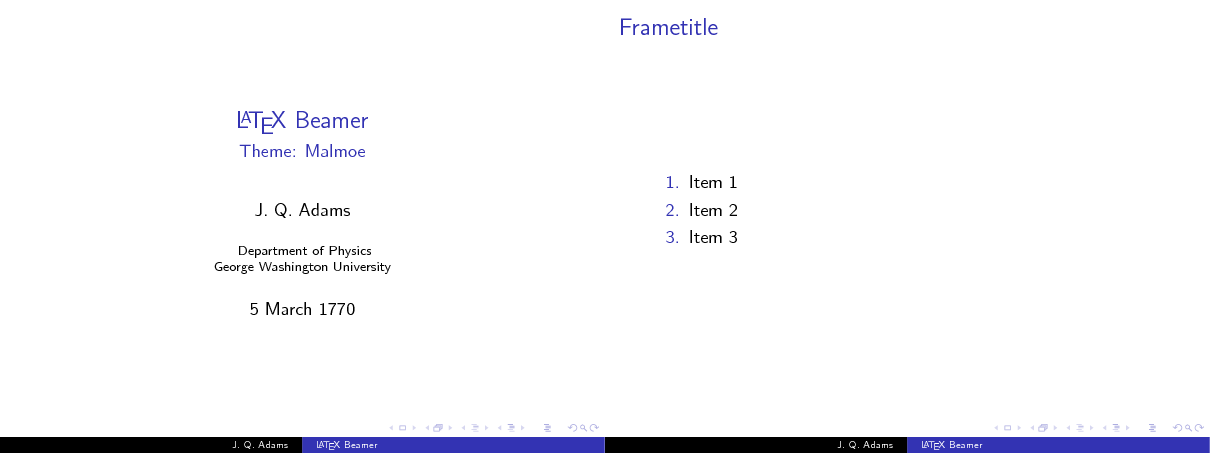 LATEX Beamer
Theme: Malmoe
J. Q. Adams
Department of Physics
George Washington University
5 March 1770
J. Q. Adams
LATEX Beamer
Frametitle
1. Item 1
2. Item 2
3. Item 3
J. Q. Adams
LATEX Beamer